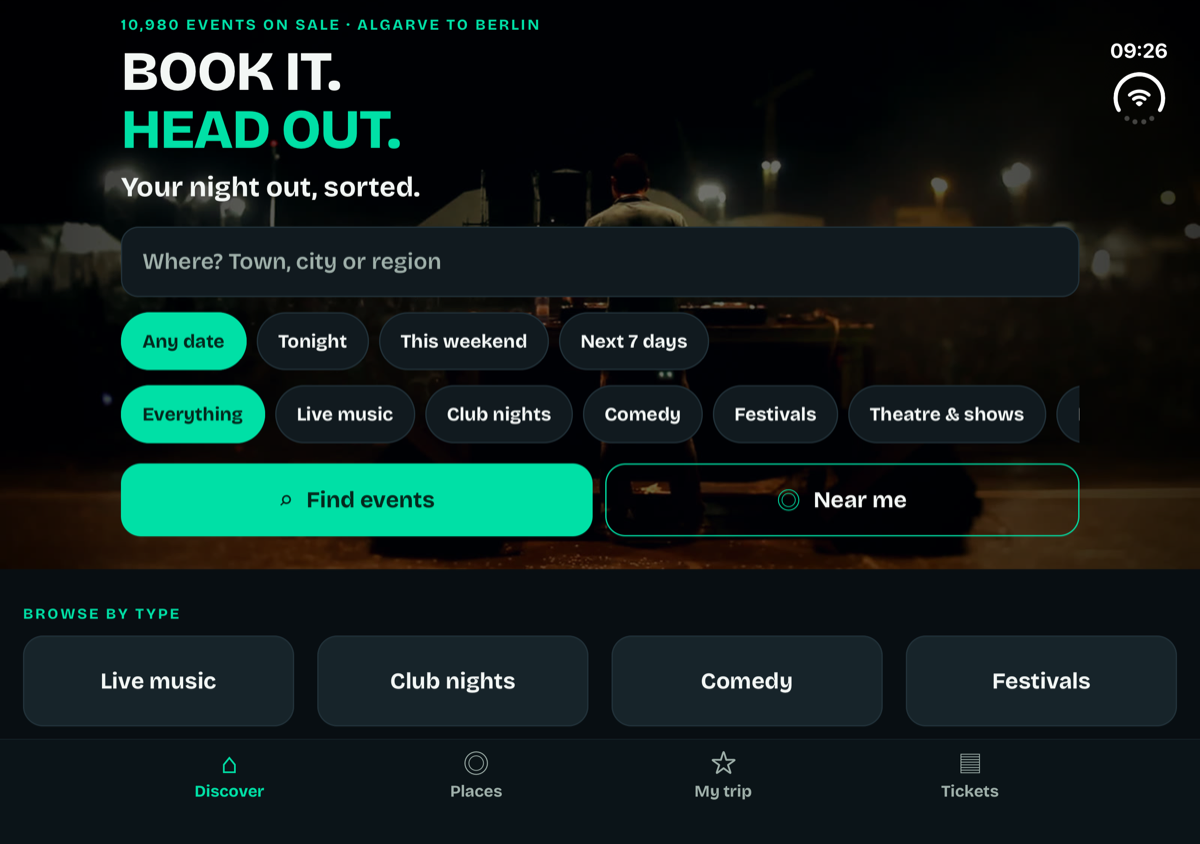 10,980 EVENTS ON SALE · ALGARVE TO BERLIN
09:26
BOOK IT.
HEAD OUT.
Your night out, sorted.
Where? Town, city or region
Any date Tonight This weekend Next 7 days
Everything Live music Club nights Comedy Festivals Theatre & shows
Find events Near me
BROWSE BY TYPE
Live music Club nights Comedy Festivals
Discover Places My trip Tickets